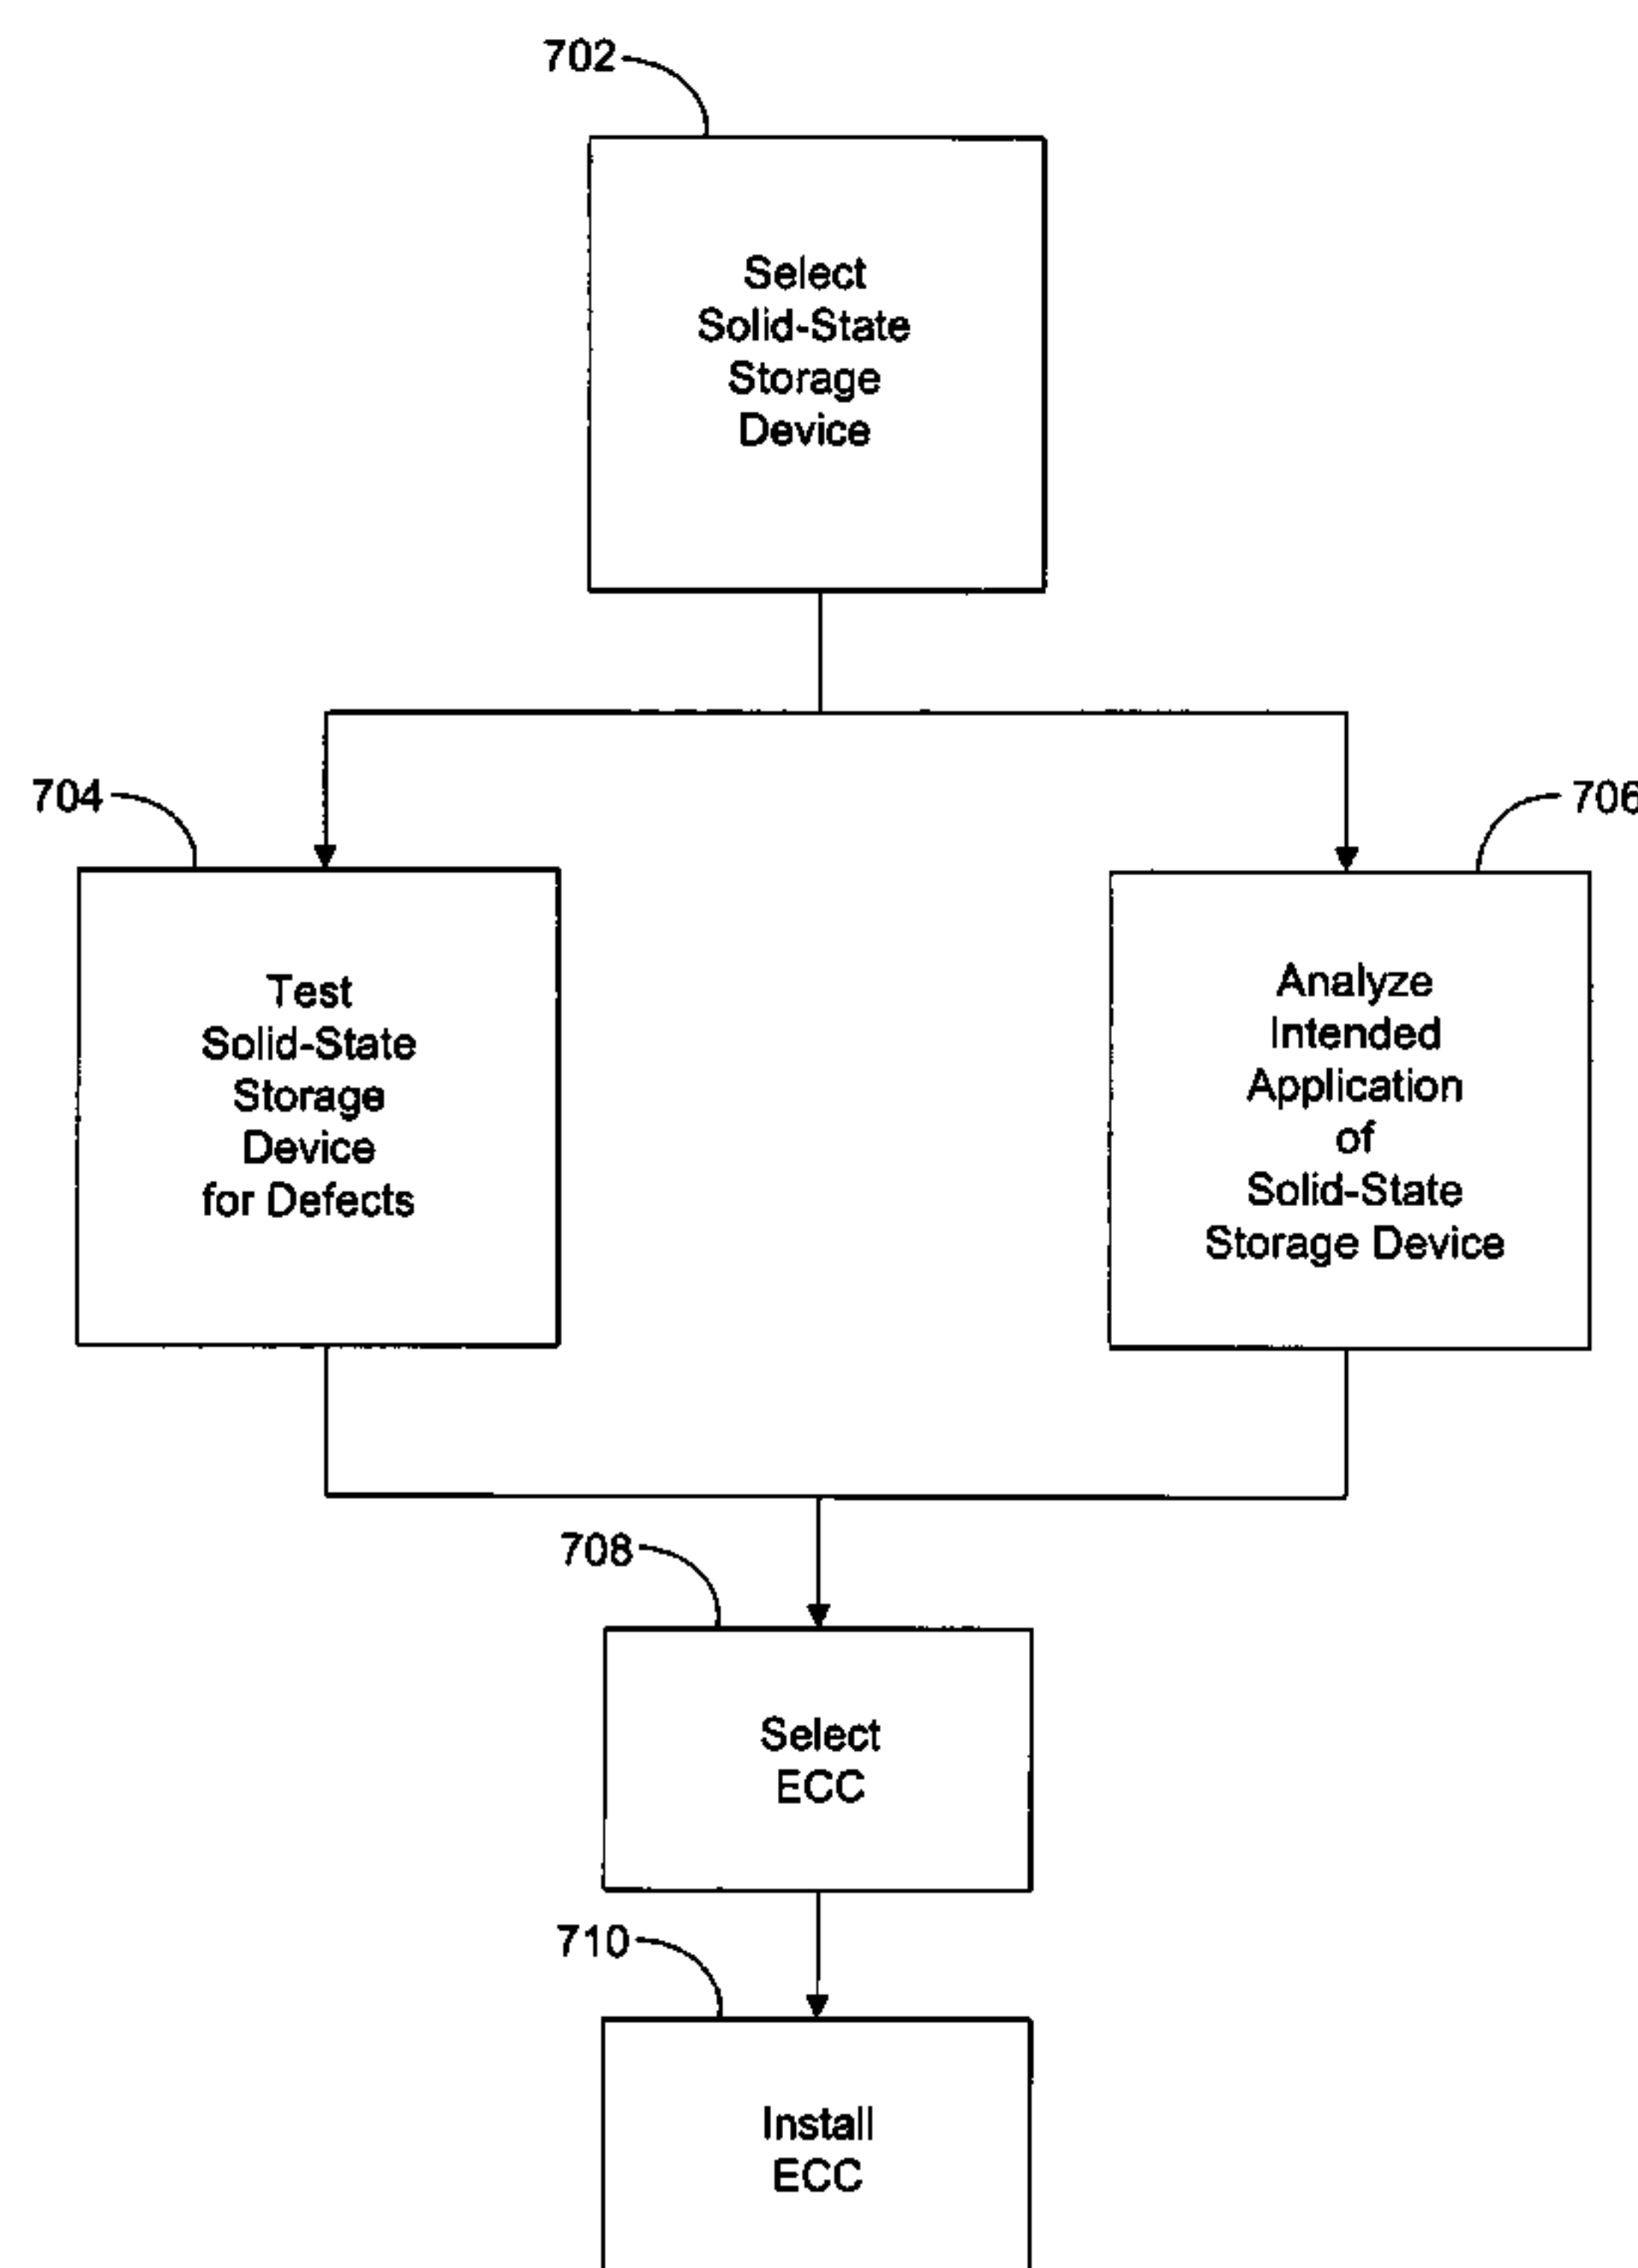 702
Select
Solid-State
Storage
Device
704
706
Test
Solid-State
Storage
Device
for Defects
Analyze
Intended
Application
of
Solid-State
Storage Device
708
Select
ECC
710
Install
ECC